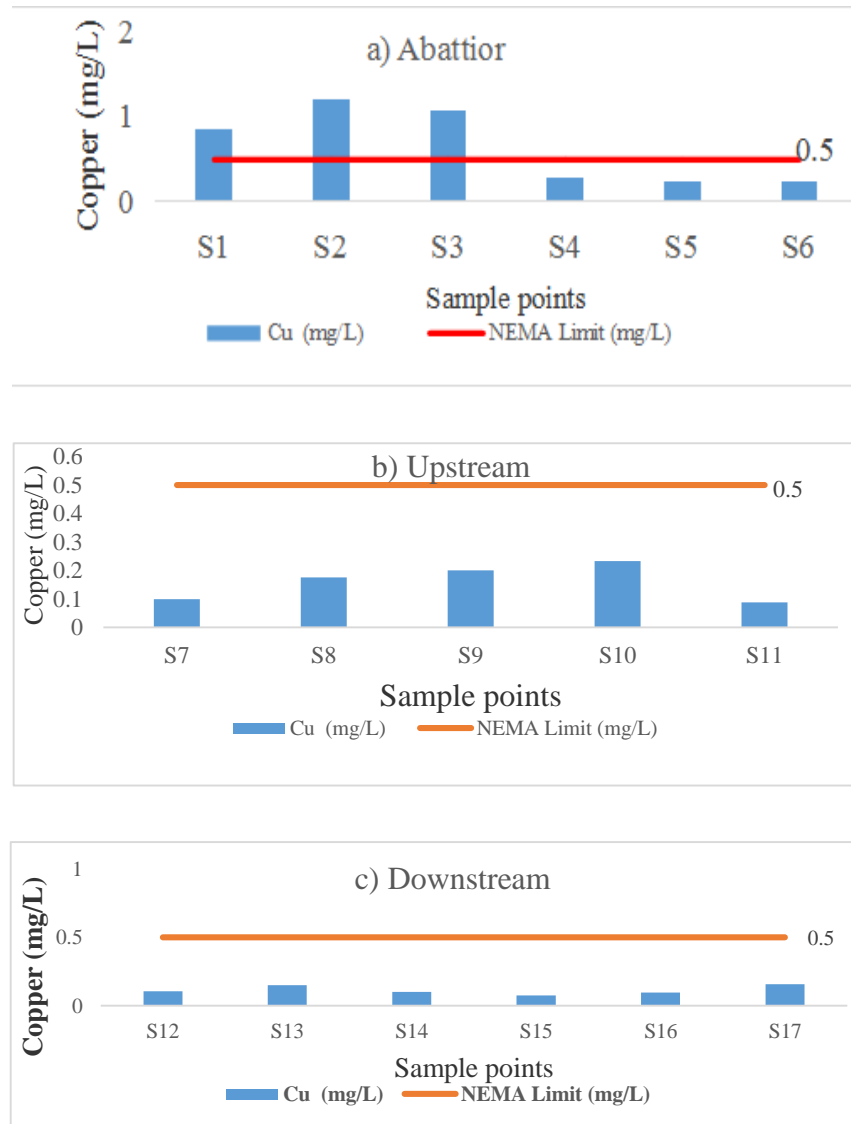 a) Abattior
Copper (mg/L)
2
1
0
0.5
S1 S2 S3 S4 S5 S6
Sample points
Cu (mg/L) NEMA Limit (mg/L)
b) Upstream
Copper (mg/L)
0.6
0.5
0.4
0.3
0.2
0.1
0
0.5
S7 S8 S9 S10 S11
Sample points
Cu (mg/L) NEMA Limit (mg/L)
c) Downstream
Copper (mg/L)
1
0.5
0
0.5
S12 S13 S14 S15 S16 S17
Sample points
Cu (mg/L) NEMA Limit (mg/L)